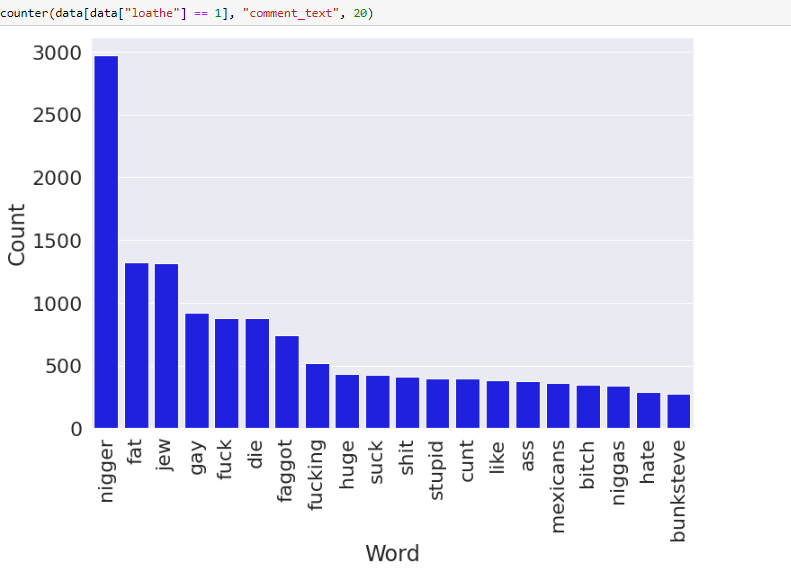 counter(data[data["loathe"] == 1], "comment_text", 20)
3000
2500
2000
1500
1000
500
0
Count
nigger
fat
jew
gay
fuck
die
faggot
fucking
huge
suck
shit
stupid
cunt
like
ass
mexicans
bitch
niggas
hate
bunksteve
Word